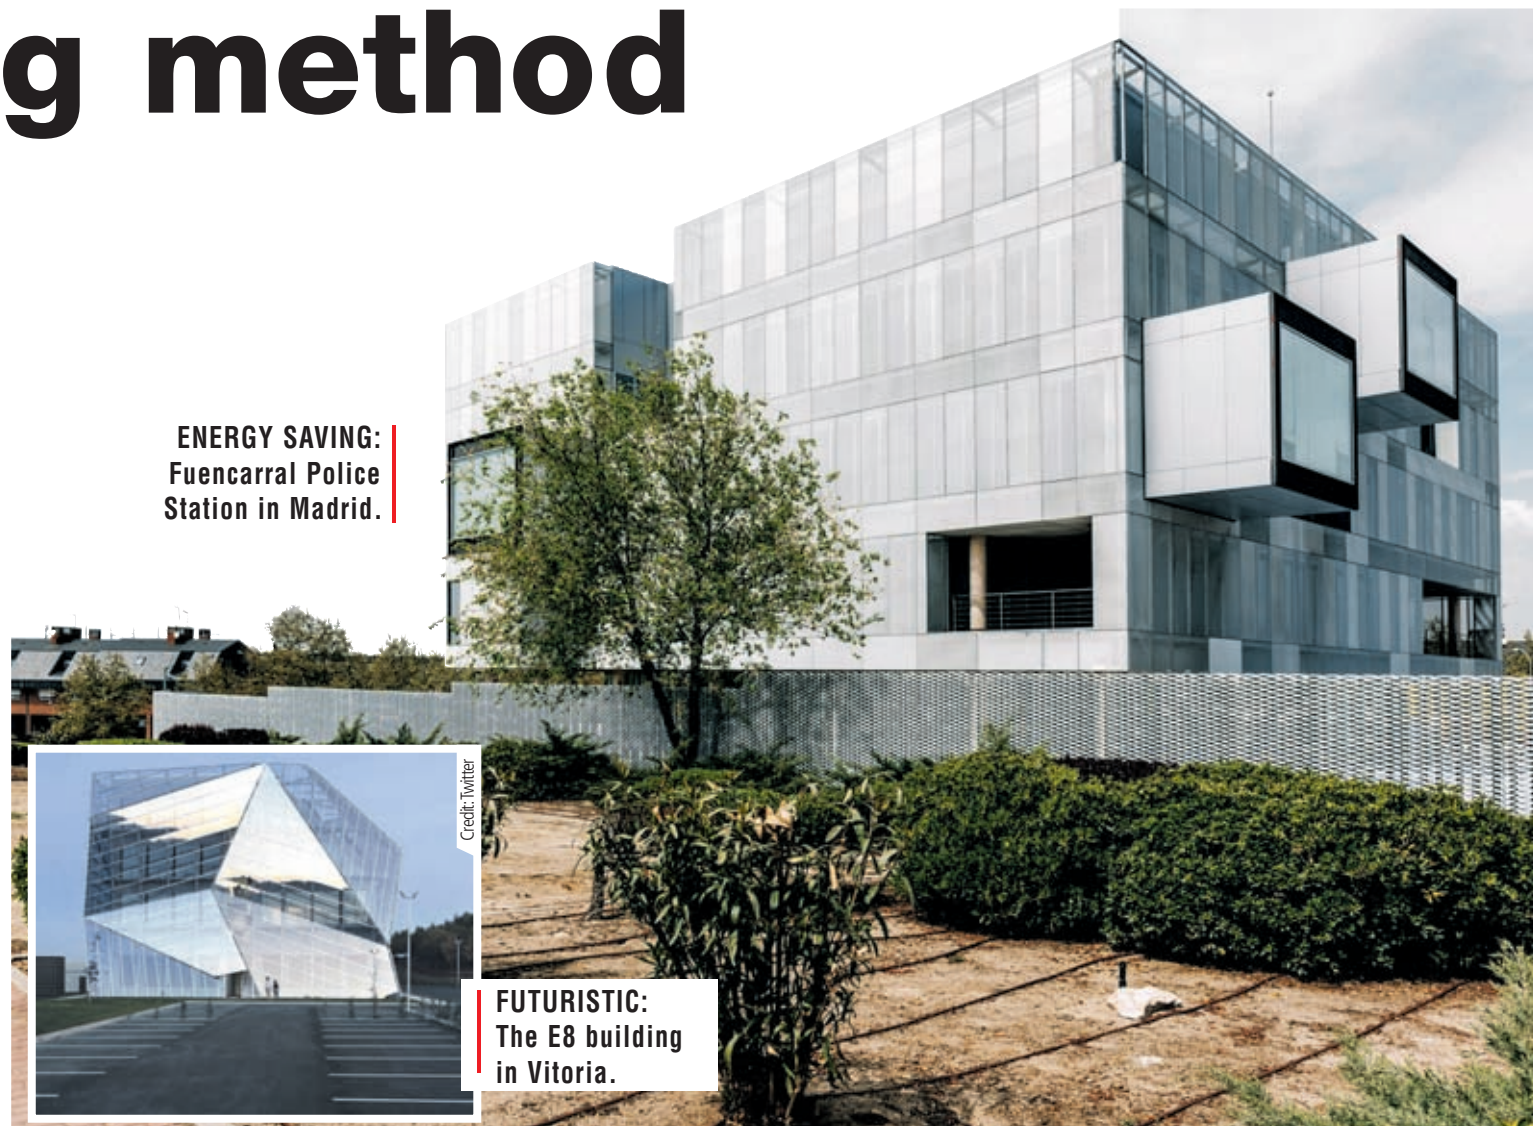 g method
ENERGY SAVING:
Fuencarral Police
Station in Madrid.
Credit: Twitter
FUTURISTIC:
The E8 building
in Vitoria.